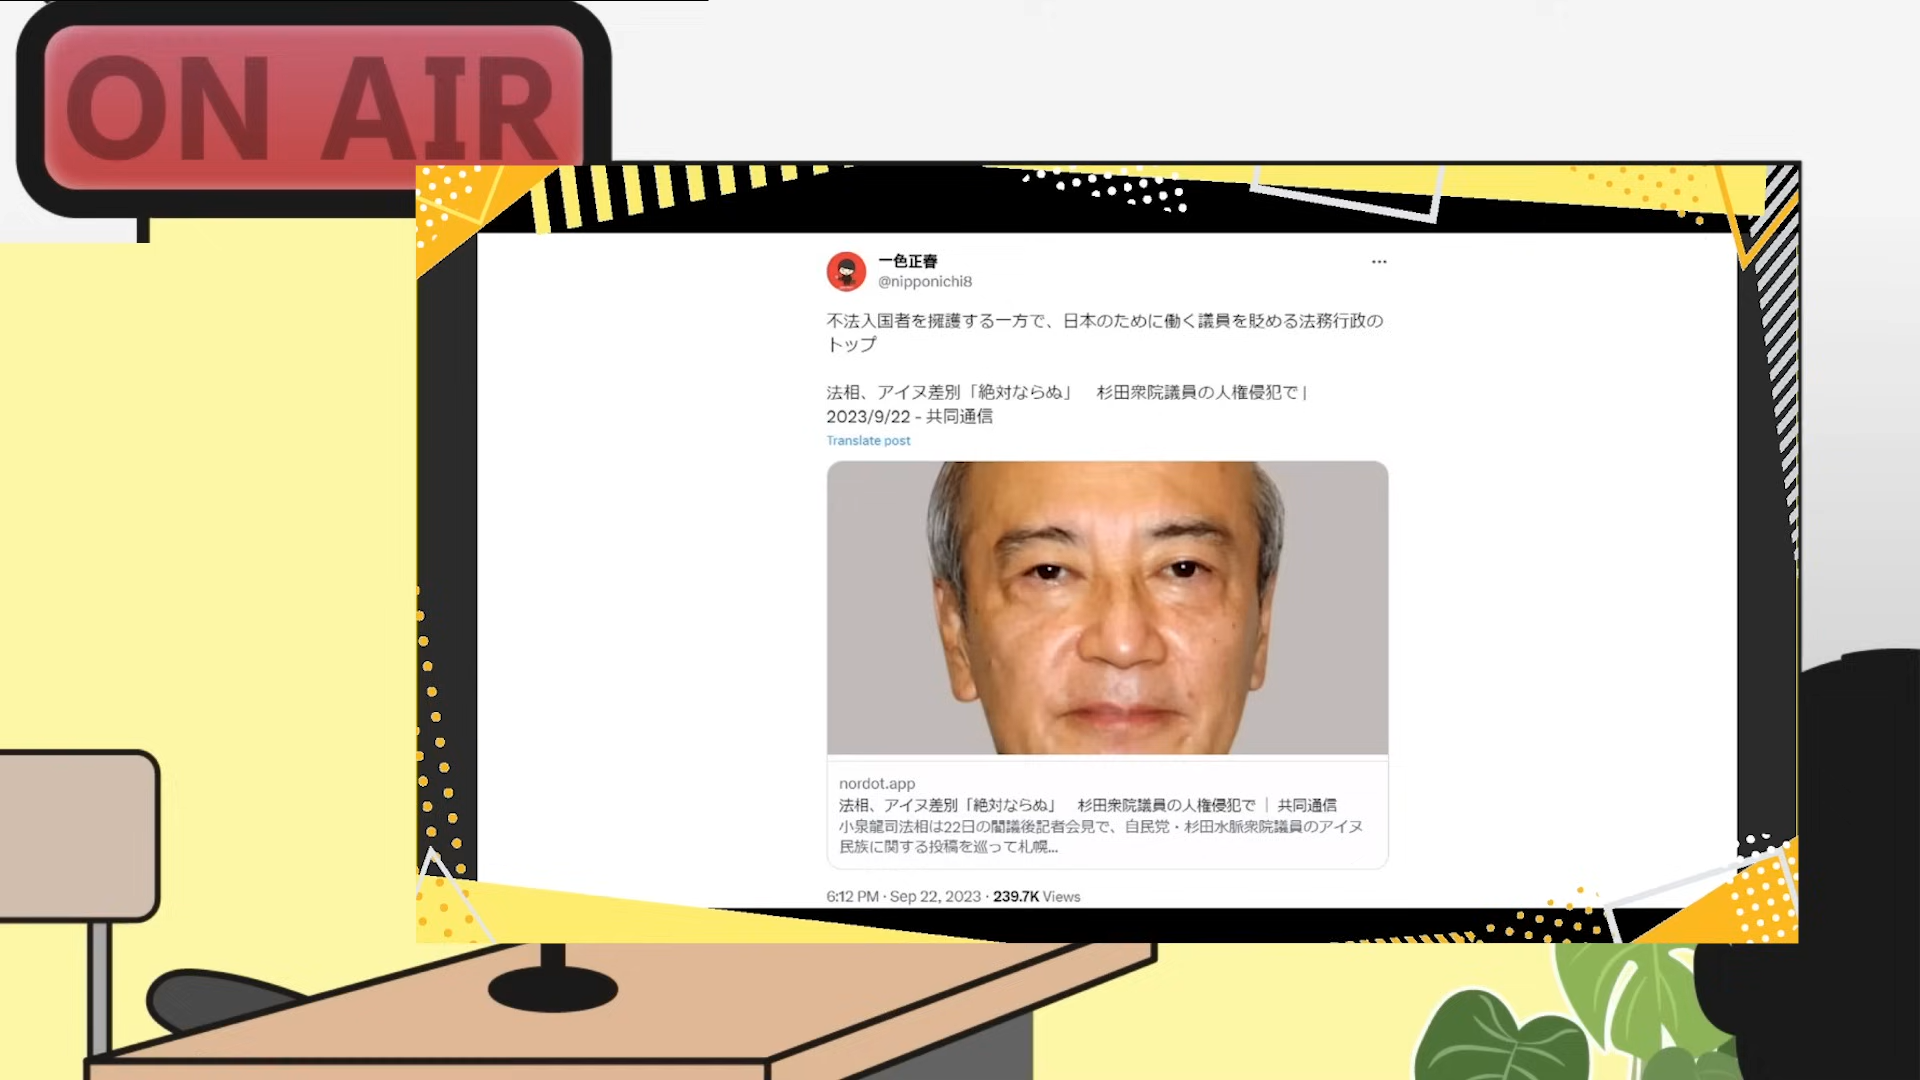 ON AIR
一色正春
@nipponichi8
不法入国者を擁護する一方で、日本のために働く議員を貶める法務行政の
トップ
法相、アイヌ差別「絶対ならぬ」　杉田衆院議員の人権侵犯で |
2023/9/22 - 共同通信
Translate post
nordot.app
法相、アイヌ差別「絶対ならぬ」　杉田衆院議員の人権侵犯で ｜ 共同通信
小泉龍司法相は22日の閣議後記者会見で、自民党・杉田水脈衆院議員のアイヌ
民族に関する投稿を巡って札幌...
6:12 PM · Sep 22, 2023 · 239.7K Views